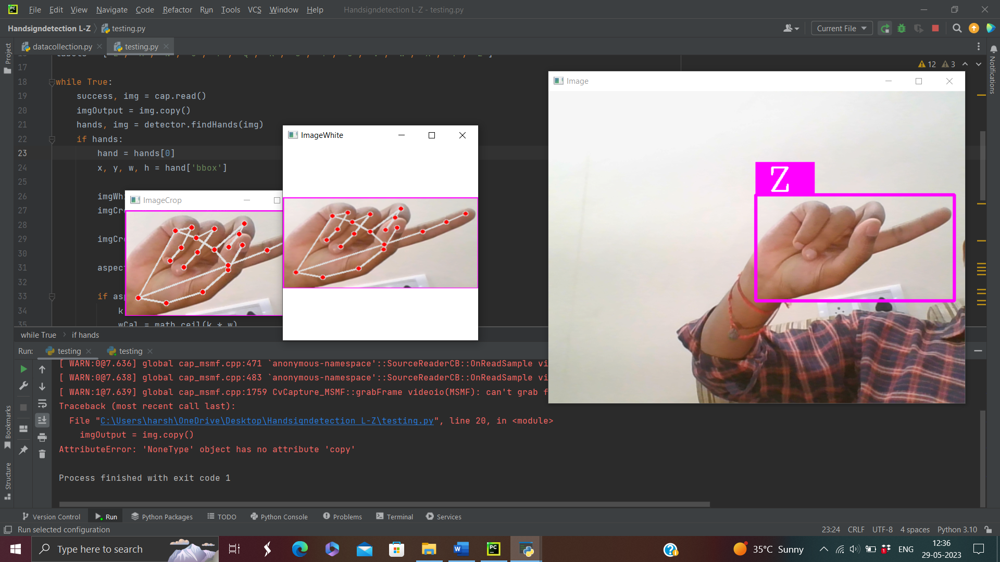 PC File Edit View Navigate Code Refactor Run Tools VCS Window Help Handsigndetection L-Z - testing.py
Handsigndetection L-Z testing.py Current File
Project
datacollection.py testing.py
12 3
Notifications
17
18 while True:
19 success, img = cap.read()
20 imgOutput = img.copy()
21 hands, img = detector.findHands(img)
22 if hands:
23 hand = hands[0]
24 x, y, w, h = hand['bbox']
25
26 imgWhi
27 imgCr
28
29 imgCr
30
31 aspec
32
33 if as
34 k
35 wCal = math.ceil(k * w)
ImageCrop
ImageWhite
Image
Z
while True if hands
Run: testing testing
[ WARN:0@7.636] global cap_msmf.cpp:471 `anonymous-namespace'::SourceReaderCB::OnReadSample vi
[ WARN:0@7.638] global cap_msmf.cpp:483 `anonymous-namespace'::SourceReaderCB::OnReadSample vi
[ WARN:1@7.639] global cap_msmf.cpp:1759 CvCapture_MSMF::grabFrame videoio(MSMF): can't grab f
Traceback (most recent call last):
File "C:\Users\harsh\OneDrive\Desktop\Handsigndetection L-Z\testing.py", line 20, in <module>
imgOutput = img.copy()
AttributeError: 'NoneType' object has no attribute 'copy'
Process finished with exit code 1
Bookmarks
Structure
Version Control Run Python Packages TODO Python Console Problems Terminal Services
Run selected configuration 23:24 CRLF UTF-8 4 spaces Python 3.10
Type here to search
W
PC
35°C Sunny
1
ENG
12:36
29-05-2023